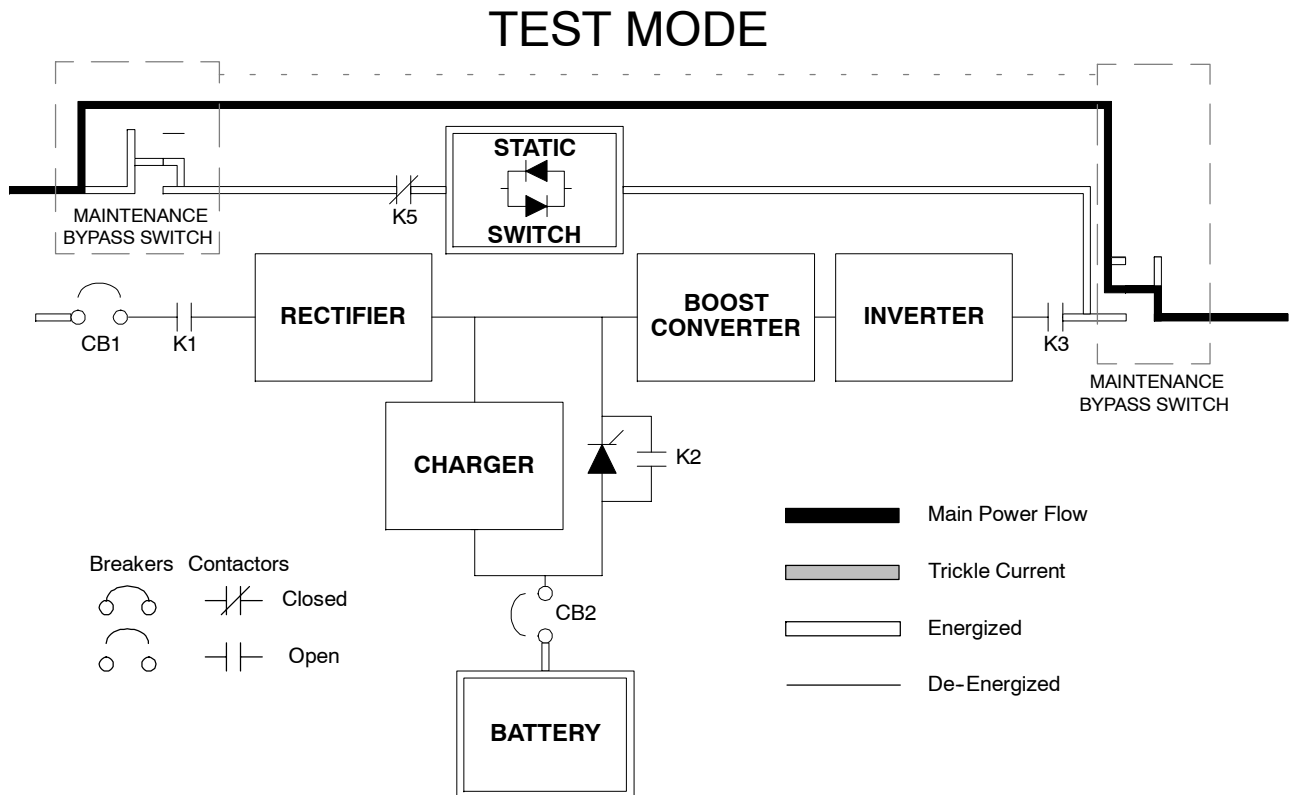 TEST MODE
STATIC
SWITCH
K5
MAINTENANCE
BYPASS SWITCH
CB1
K1
RECTIFIER
BOOST
CONVERTER
INVERTER
K3
MAINTENANCE
BYPASS SWITCH
CHARGER
K2
Breakers Contactors
Closed
Open
CB2
BATTERY
Main Power Flow
Trickle Current
Energized
De-Energized